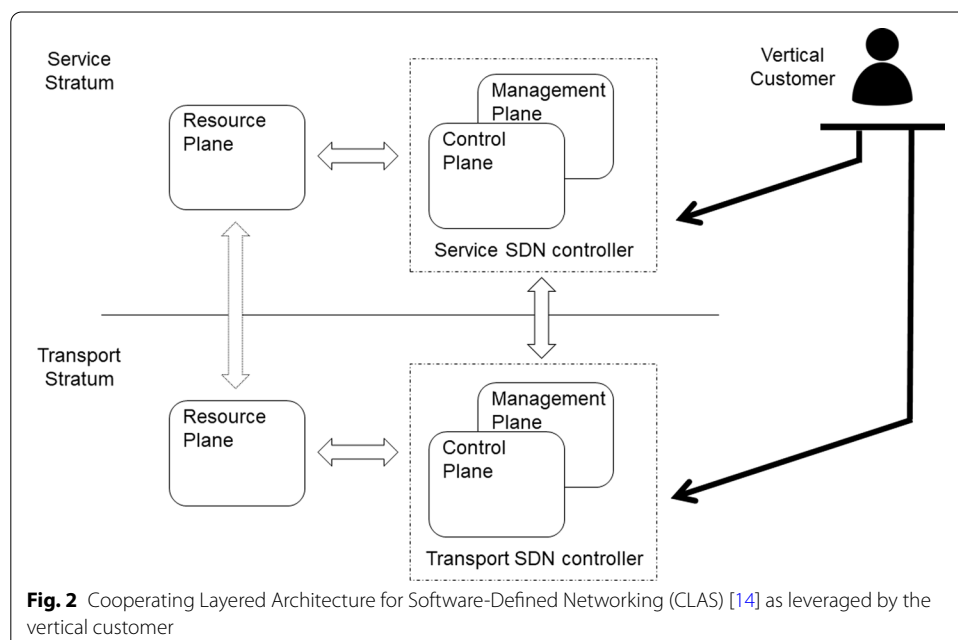 Service
Stratum
Vertical
Customer
Management
Plane
Resource
Plane
Control
Plane
Service SDN controller
Transport
Stratum
Management
Plane
Resource
Plane
Control
Plane
Transport SDN controller
Fig. 2 Cooperating Layered Architecture for Software-Defined Networking (CLAS) [14] as leveraged by the
vertical customer